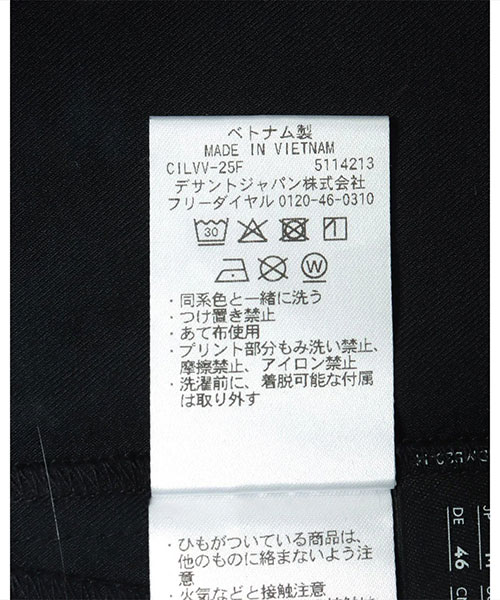 ベトナム製
MADE IN VIETNAM
CILVV-25F 5114213
デサントジャパン株式会社
フリーダイヤル 0120-46-0310
30
W
・同系色と一緒に洗う
・つけ置き禁止
・あて布使用
・プリント部分もみ洗い禁止、
摩擦禁止、アイロン禁止
・洗濯前に、着脱可能な付属
は取り外す
・ひもがついている商品は、
他のものに絡まないよう注
意
・火気などと接触注意
DE 46